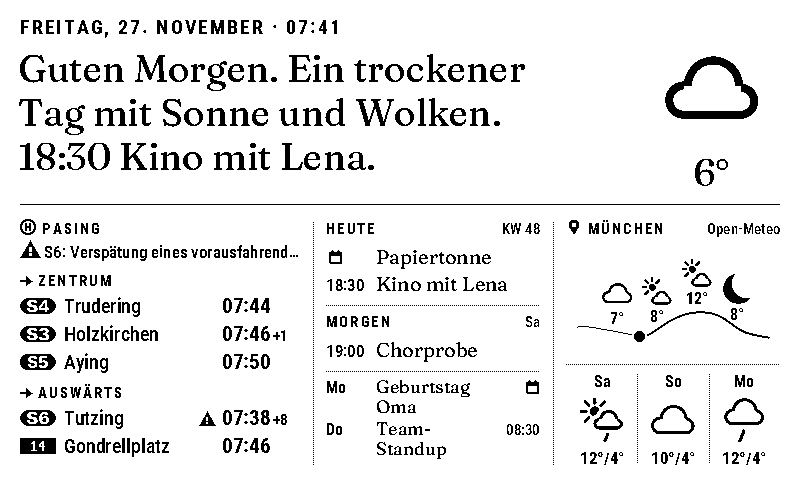 FREITAG, 27. NOVEMBER · 07:41
Guten Morgen. Ein trockener
Tag mit Sonne und Wolken.
18:30 Kino mit Lena.
6°
H PASING
S6: Verspätung eines vorausfahrend…
→ ZENTRUM
S4 Trudering 07:44
S3 Holzkirchen 07:46 +1
S5 Aying 07:50
→ AUSWÄRTS
S6 Tutzing 07:38 +8
14 Gondrellplatz 07:46
HEUTE KW 48
Papiertonne
18:30 Kino mit Lena
MORGEN Sa
19:00 Chorprobe
Mo Geburtstag
Oma
Do Team-
Standup 08:30
MÜNCHEN Open-Meteo
7° 8° 12° 8°
Sa So Mo
12°/4° 10°/4° 12°/4°